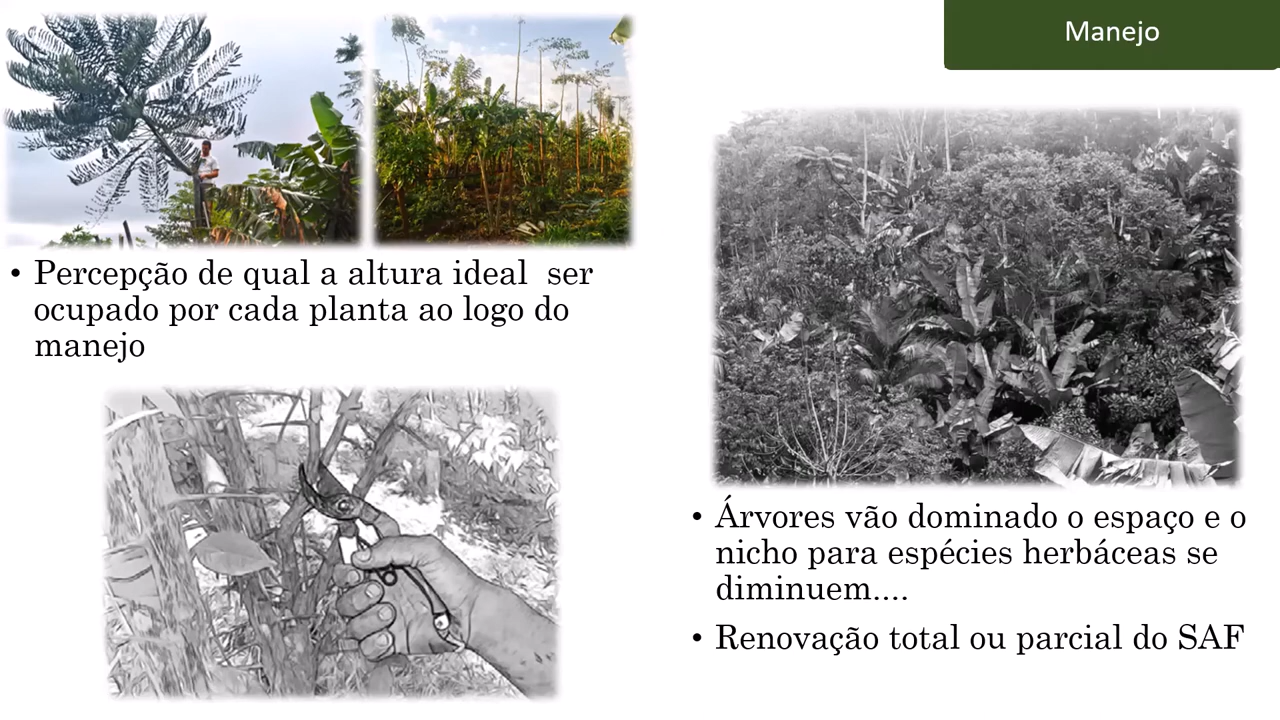 Manejo
• Percepção de qual a altura ideal  ser
ocupado por cada planta ao logo do
manejo
• Árvores vão dominado o espaço e o
nicho para espécies herbáceas se
diminuem....
• Renovação total ou parcial do SAF